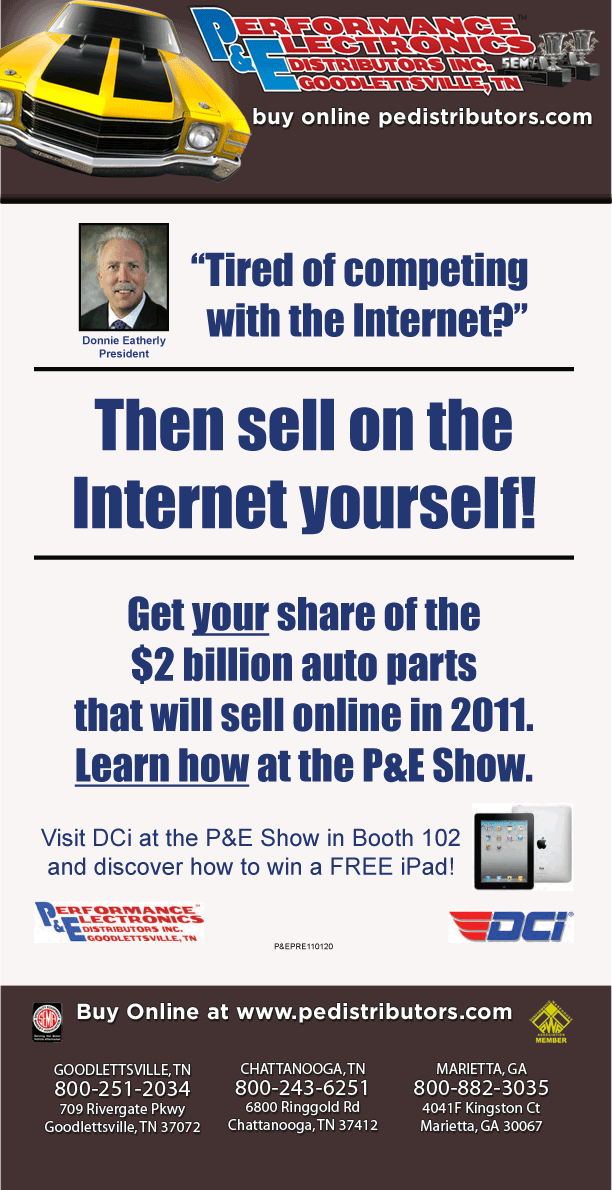 PERFORMANCE™
P&ELECTRONICS
DISTRIBUTORS INC.
GOODLETTSVILLE, TN
SEMA
buy online pedistributors.com
“Tired of competing
with the Internet?”
Donnie Eatherly
President
Then sell on the
Internet yourself!
Get your share of the
$2 billion auto parts
that will sell online in 2011.
Learn how at the P&E Show.
Visit DCi at the P&E Show in Booth 102
and discover how to win a FREE iPad!
PERFORMANCE™
P&ELECTRONICS
DISTRIBUTORS INC.
GOODLETTSVILLE, TN
P&EPRE110120
DCi®
SEMA
Buy Online at www.pedistributors.com
PWA
MEMBER
GOODLETTSVILLE, TN
800-251-2034
709 Rivergate Pkwy
Goodlettsville, TN 37072
CHATTANOOGA, TN
800-243-6251
6800 Ringgold Rd
Chattanooga, TN 37412
MARIETTA, GA
800-882-3035
4041F Kingston Ct
Marietta, GA 30067